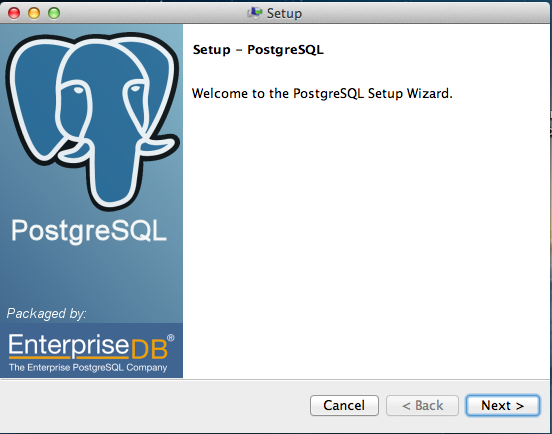 Setup
Setup – PostgreSQL
Welcome to the PostgreSQL Setup Wizard.
PostgreSQL
Packaged by:
EnterpriseDB®
The Enterprise PostgreSQL Company
Cancel
< Back
Next >